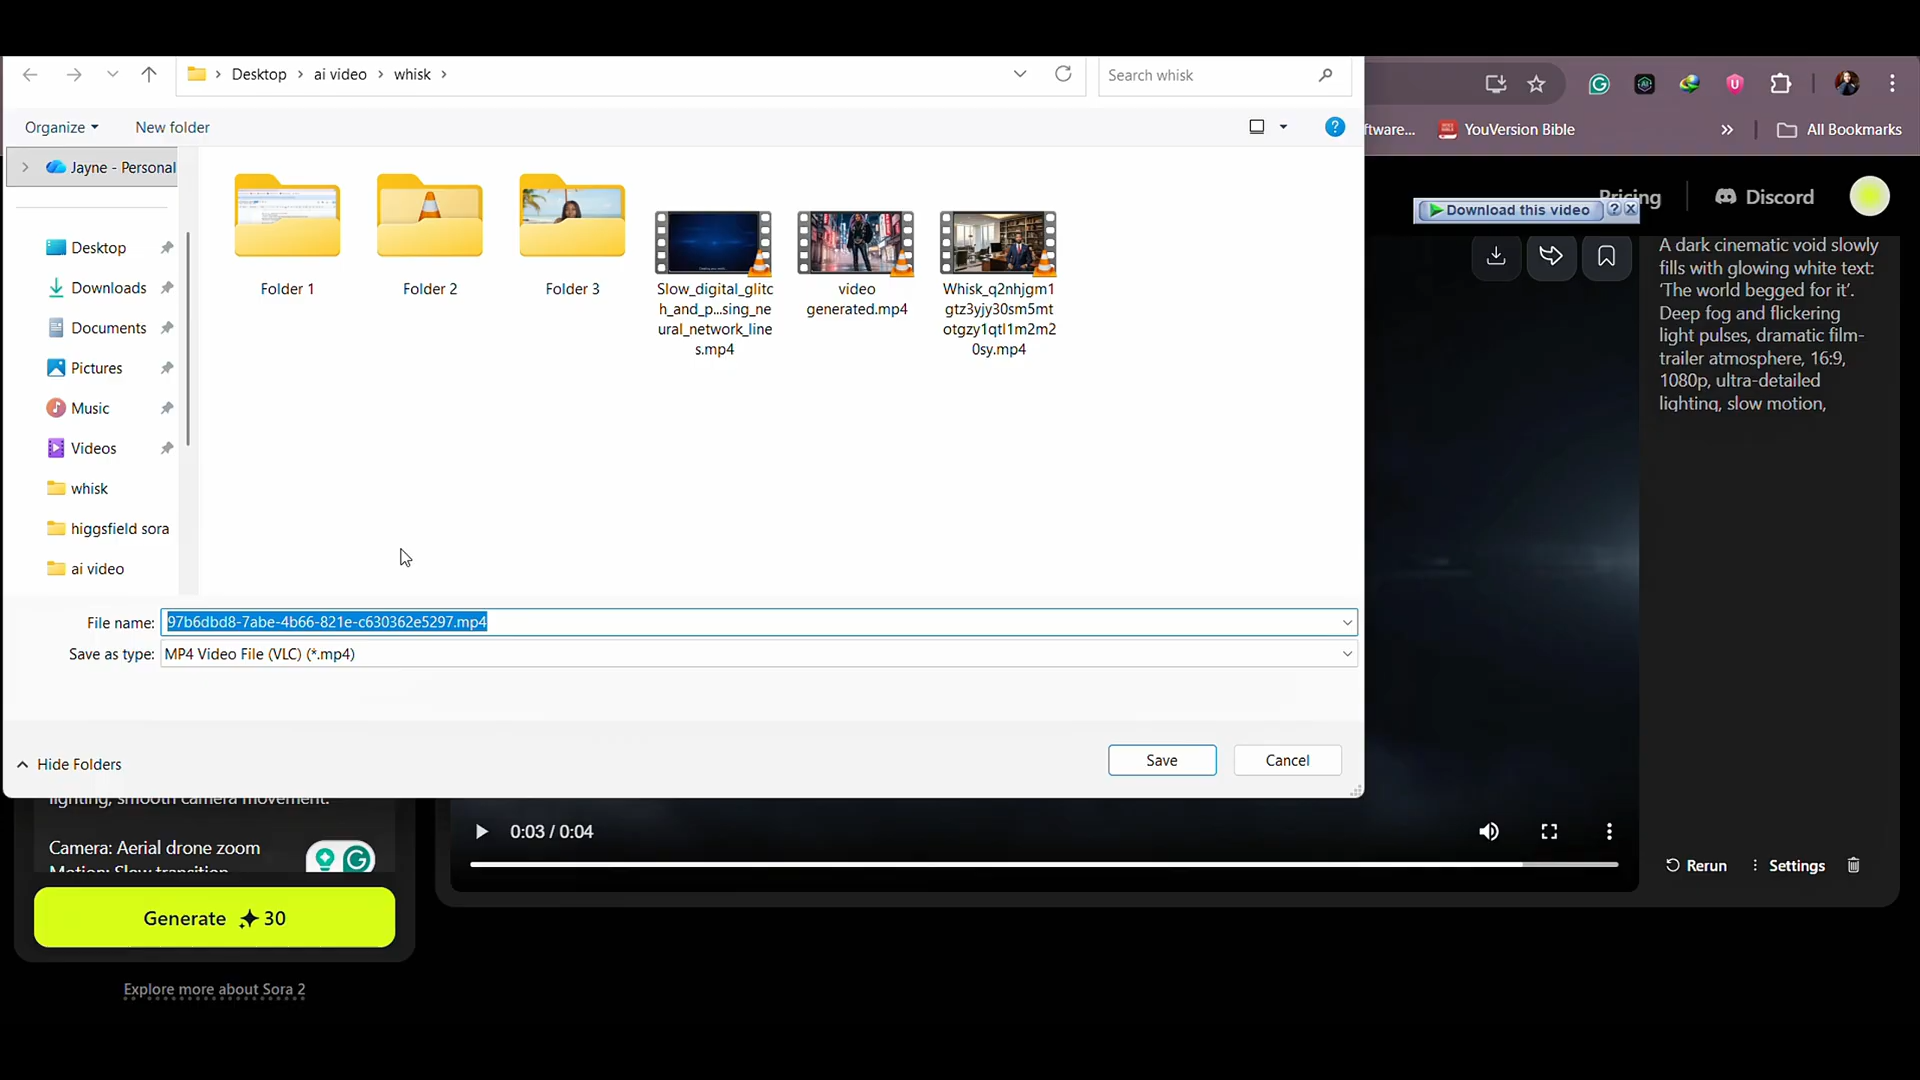 Desktop > ai video > whisk >
Search whisk
Organize
New folder
Jayne - Personal
Desktop
Downloads
Documents
Pictures
Music
Videos
whisk
higgsfield sora
ai video
Folder 1
Folder 2
Folder 3
Slow_digital_glitc
h_and_p...sing_ne
ural_network_line
s.mp4
video
generated.mp4
Whisk_q2nhjgm1
gtz3yjy30sm5mt
otgzy1qtl1m2m2
0sy.mp4
File name: 97b6dbd8-7abe-4b66-821e-c630362e5297.mp4
Save as type: MP4 Video File (VLC) (*.mp4)
Hide Folders
Save
Cancel
ftware...
YouVersion Bible
»
All Bookmarks
Pricing
Discord
Download this video
A dark cinematic void slowly
fills with glowing white text:
‘The world begged for it’.
Deep fog and flickering
light pulses, dramatic film-
trailer atmosphere, 16:9,
1080p, ultra-detailed
lighting, slow motion,
lighting, smooth camera movement.
Camera: Aerial drone zoom
Motion: Slow transition
Generate 30
Explore more about Sora 2
0:03 / 0:04
Rerun
Settings